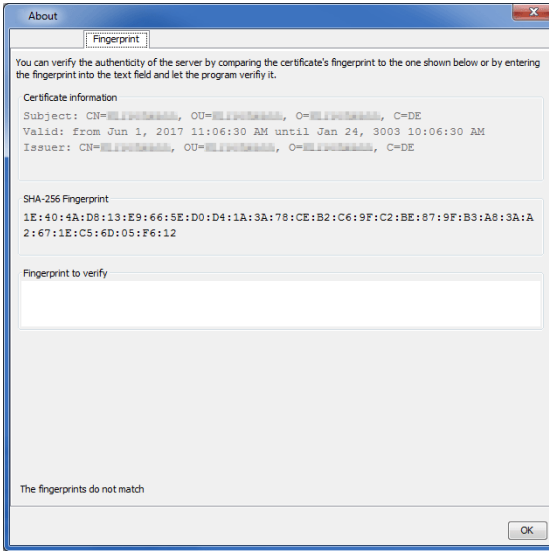 About
Fingerprint
You can verify the authenticity of the server by comparing the certificate's fingerprint to the one shown below or by entering
the fingerprint into the text field and let the program verifiy it.
Certificate information
Subject: CN=, OU=, O=, C=DE
Valid: from Jun 1, 2017 11:06:30 AM until Jan 24, 3003 10:06:30 AM
Issuer: CN=, OU=, O=, C=DE
SHA-256 Fingerprint
1E:40:4A:D8:13:E9:66:5E:D0:D4:1A:3A:78:CE:B2:C6:9F:C2:BE:87:9F:B3:A8:3A:A
2:67:1E:C5:6D:05:F6:12
Fingerprint to verify
The fingerprints do not match
OK